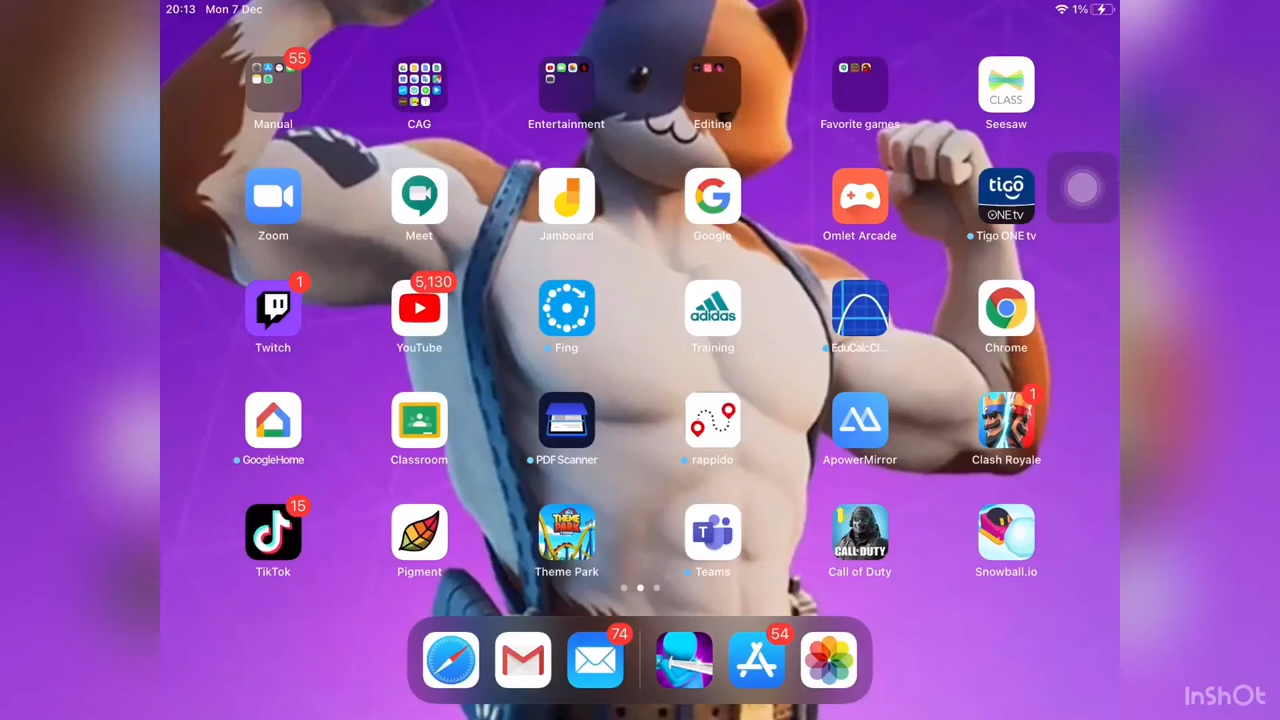 20:13 Mon 7 Dec
1%
55
Manual
CAG
Entertainment
Editing
Favorite games
CLASS
Seesaw
Zoom
Meet
Jamboard
Google
Omlet Arcade
tigo
ONEtv
Tigo ONE tv
1
Twitch
5,130
YouTube
Fing
adidas
Training
EduCalcCl...
Chrome
GoogleHome
Classroom
PDF Scanner
rappido
ApowerMirror
1
Clash Royale
15
TikTok
Pigment
THEME PARK
Theme Park
T
Teams
CALL OF DUTY
Call of Duty
Snowball.io
74
54
InShOt